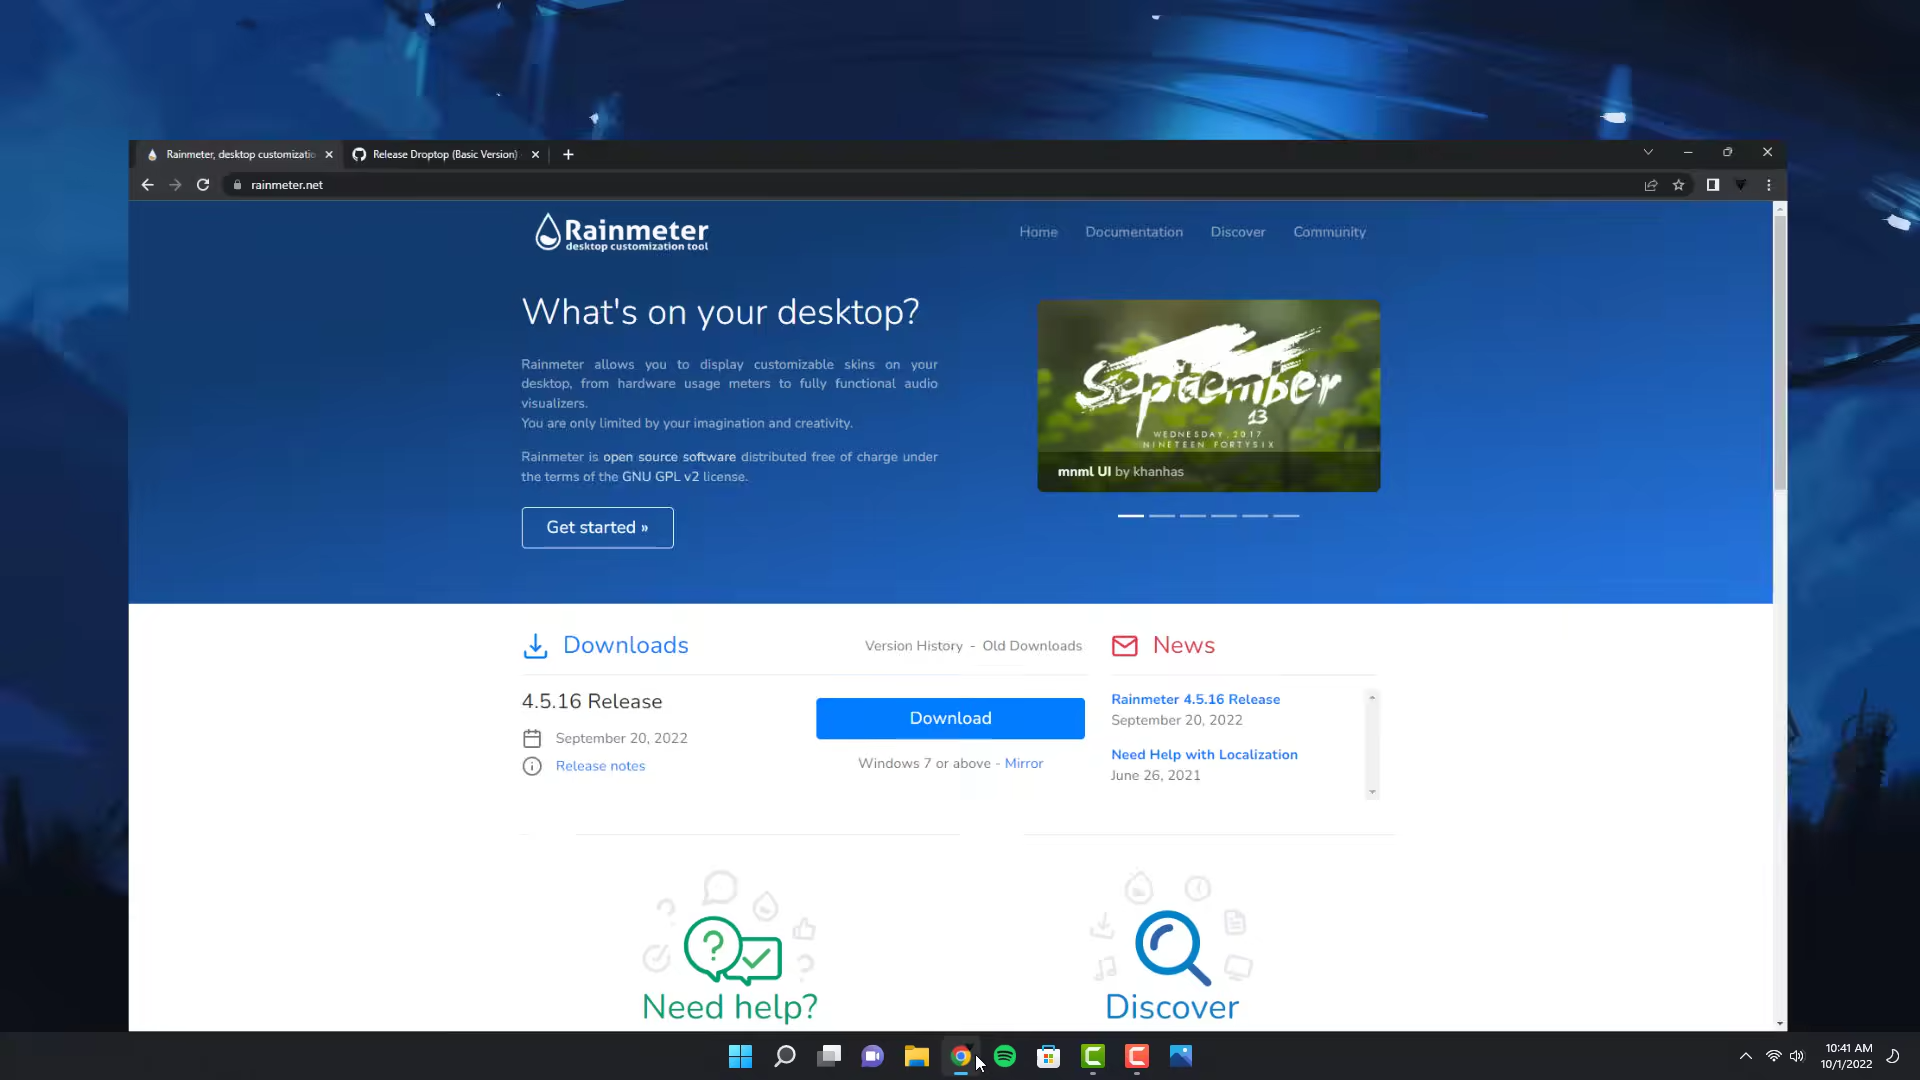 Rainmeter, desktop customizatio
Release Droptop (Basic Version)
rainmeter.net
Rainmeter
desktop customization tool
Home
Documentation
Discover
Community
What's on your desktop?
Rainmeter allows you to display customizable skins on your
desktop, from hardware usage meters to fully functional audio
visualizers.
You are only limited by your imagination and creativity.
Rainmeter is open source software distributed free of charge under
the terms of the GNU GPL v2 license.
Get started »
September
13
WEDNESDAY, 2017
NINETEEN FORTYSIX
mnml UI by khanhas
Downloads
Version History - Old Downloads
4.5.16 Release
September 20, 2022
Release notes
Download
Windows 7 or above - Mirror
News
Rainmeter 4.5.16 Release
September 20, 2022
Need Help with Localization
June 26, 2021
Need help?
Discover
10:41 AM
10/1/2022